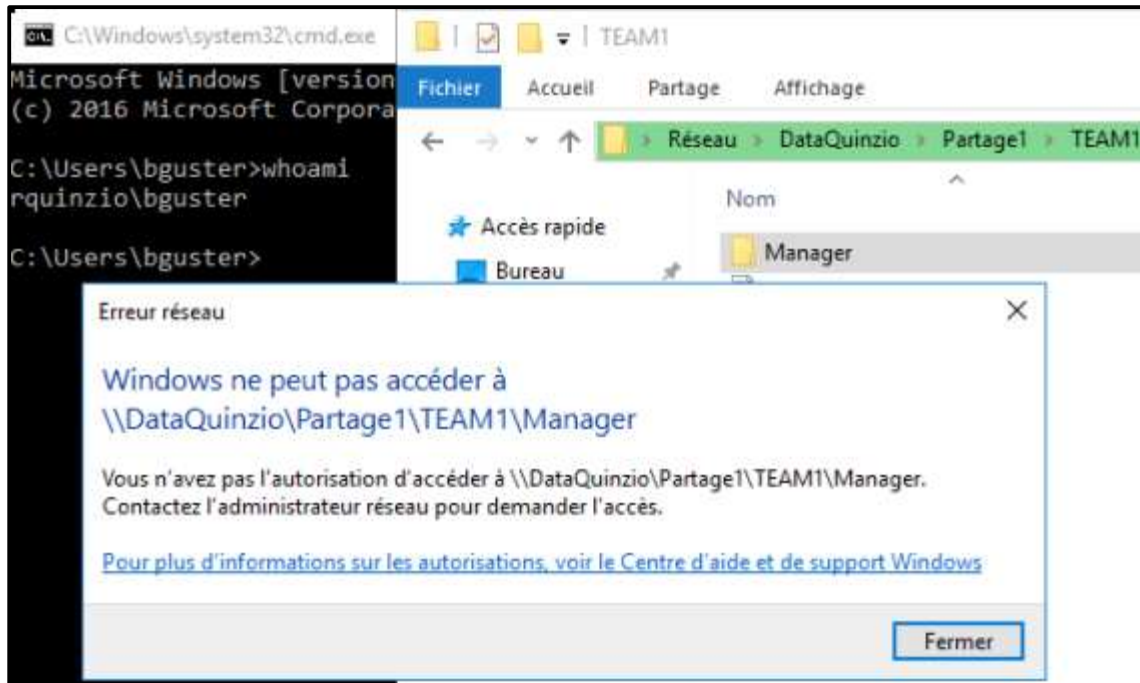 C:\Windows\system32\cmd.exe
Microsoft Windows [version
(c) 2016 Microsoft Corpora
C:\Users\bguster>whoami
rquinzio\bguster
C:\Users\bguster>
TEAM1
Fichier Accueil Partage Affichage
Réseau > DataQuinzio > Partage1 > TEAM1
Nom
Accès rapide
Manager
Bureau
Erreur réseau
Windows ne peut pas accéder à
\\DataQuinzio\Partage1\TEAM1\Manager
Vous n'avez pas l'autorisation d'accéder à \\DataQuinzio\Partage1\TEAM1\Manager.
Contactez l'administrateur réseau pour demander l'accès.
Pour plus d'informations sur les autorisations, voir le Centre d'aide et de support Windows
Fermer